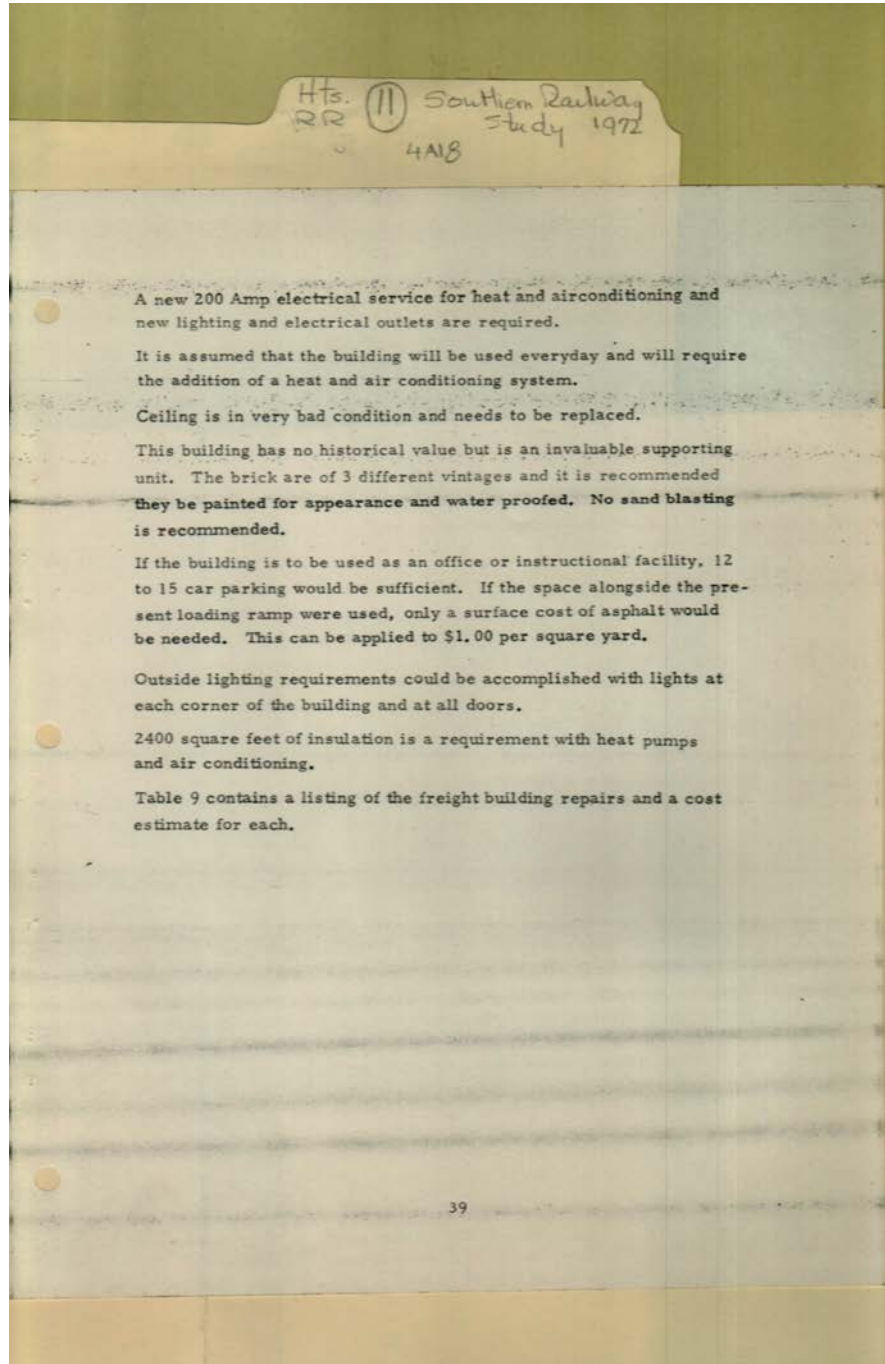 Hts. 11 Southern Railway
RR Study 1972
4A18
A new 200 Amp electrical service for heat and airconditioning and
new lighting and electrical outlets are required.
It is assumed that the building will be used everyday and will require
the addition of a heat and air conditioning system.
Ceiling is in very bad condition and needs to be replaced.
This building has no historical value but is an invaluable supporting
unit. The brick are of 3 different vintages and it is recommended
they be painted for appearance and water proofed. No sand blasting
is recommended.
If the building is to be used as an office or instructional facility, 12
to 15 car parking would be sufficient. If the space alongside the pre-
sent loading ramp were used, only a surface cost of asphalt would
be needed. This can be applied to $1.00 per square yard.
Outside lighting requirements could be accomplished with lights at
each corner of the building and at all doors.
2400 square feet of insulation is a requirement with heat pumps
and air conditioning.
Table 9 contains a listing of the freight building repairs and a cost
estimate for each.
39